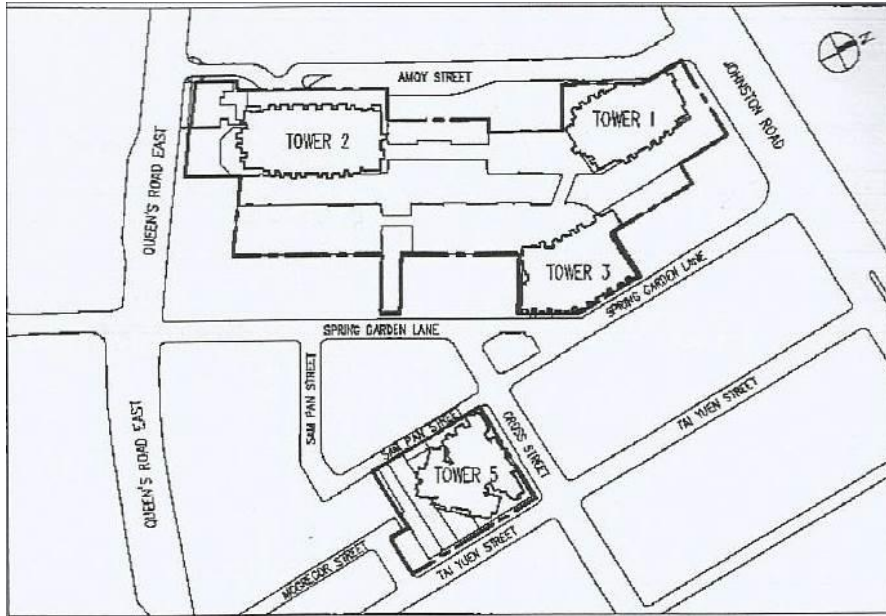 AMOY STREET
N
JOHNSTON ROAD
TOWER 1
TOWER 2
QUEEN'S ROAD EAST
TOWER 3
SPRING GARDEN LANE
SPRING GARDEN LANE
SAM PAN STREET
QUEEN'S ROAD EAST
SAM PAN STREET
CROSS STREET
TAI YUEN STREET
TOWER 5
MCGREGOR STREET
TAI YUEN STREET